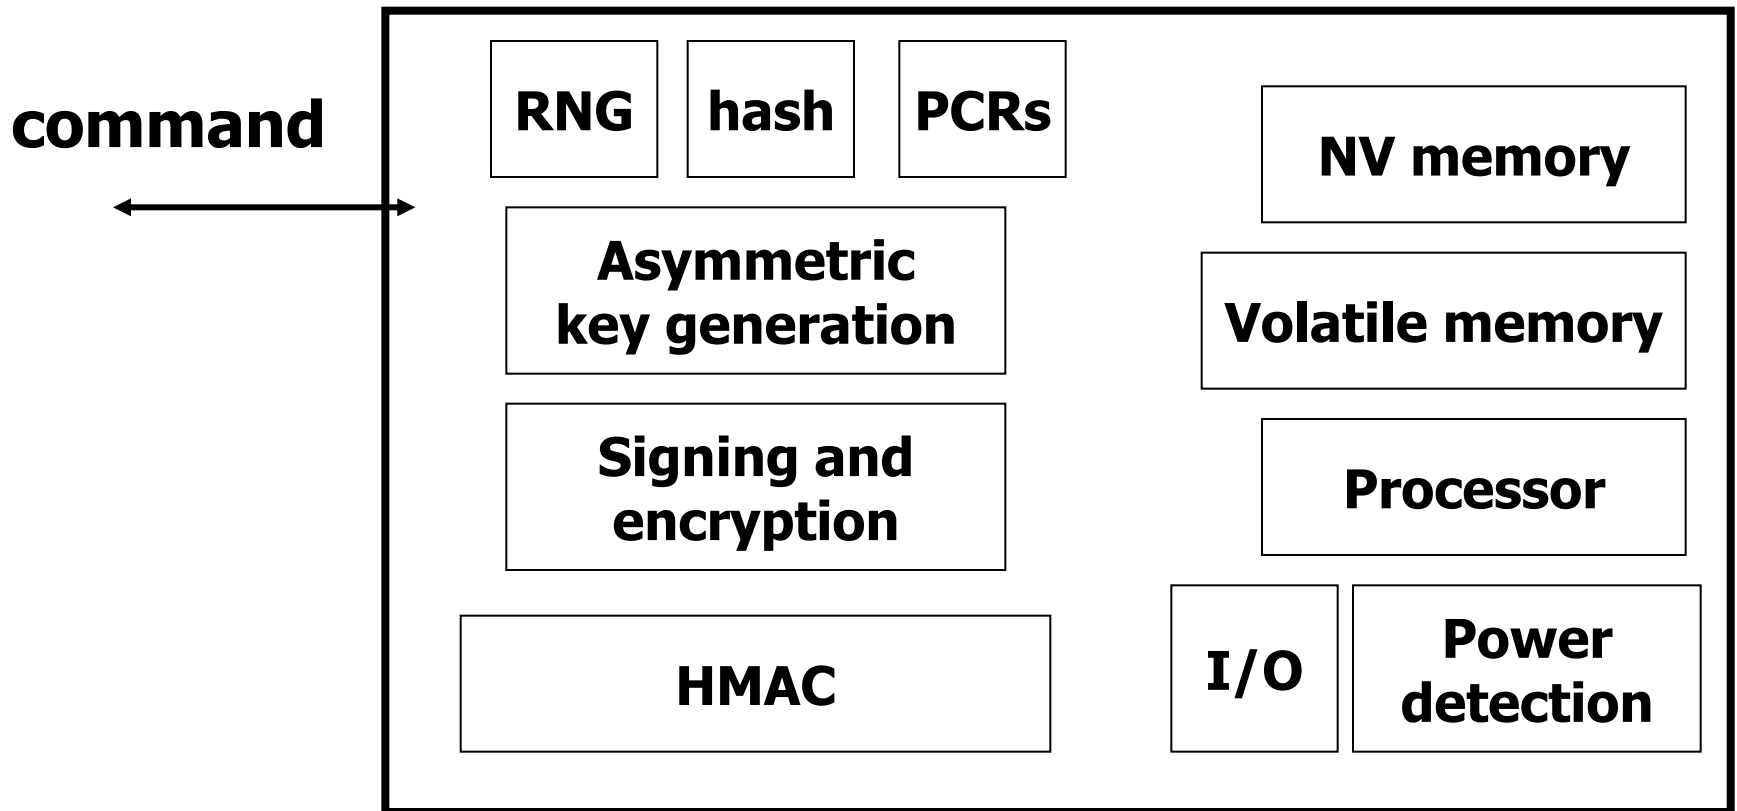 command
RNG
hash
PCRs
Asymmetric
key generation
Signing and
encryption
HMAC
NV memory
Volatile memory
Processor
I/O
Power
detection